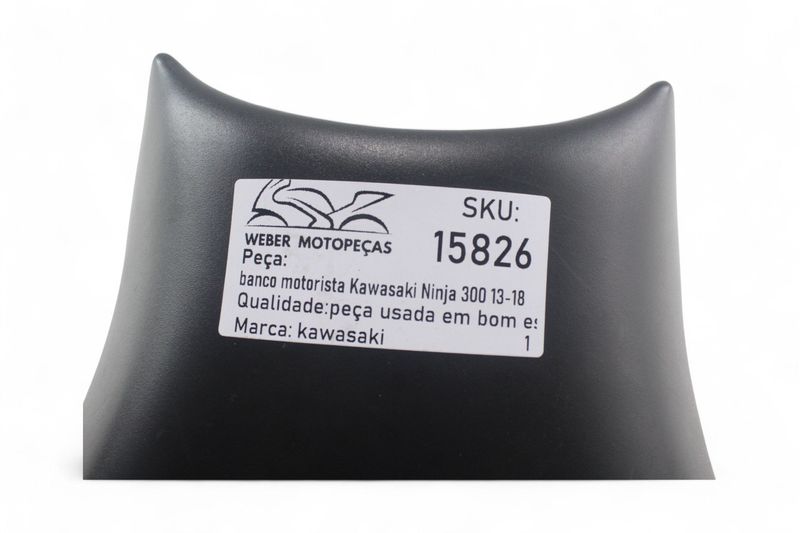 SKU:
WEBER MOTOPEÇAS
15826
Peça:
banco motorista Kawasaki Ninja 300 13-18
Qualidade:peça usada em bom es
Marca: kawasaki 1